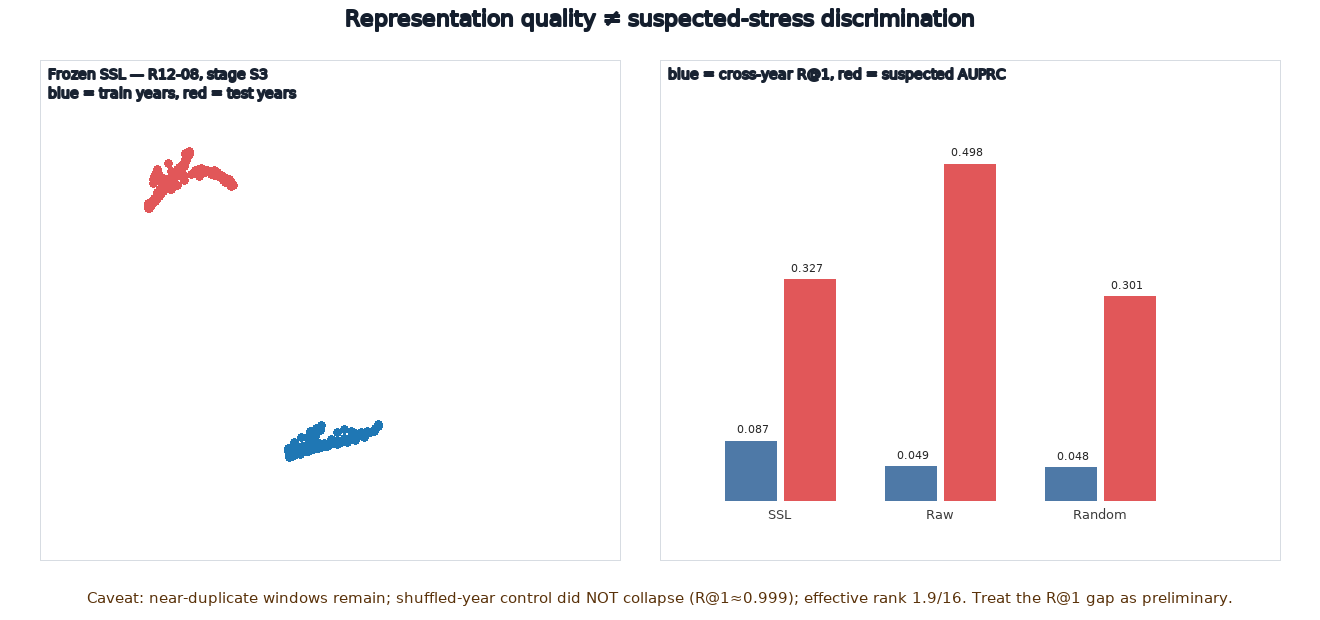 Representation quality ≠ suspected-stress discrimination
Frozen SSL — R12-08, stage S3
blue = train years, red = test years
blue = cross-year R@1, red = suspected AUPRC
0.498
0.327
0.301
0.087
0.049
0.048
SSL
Raw
Random
Caveat: near-duplicate windows remain; shuffled-year control did NOT collapse (R@1≈0.999); effective rank 1.9/16. Treat the R@1 gap as preliminary.